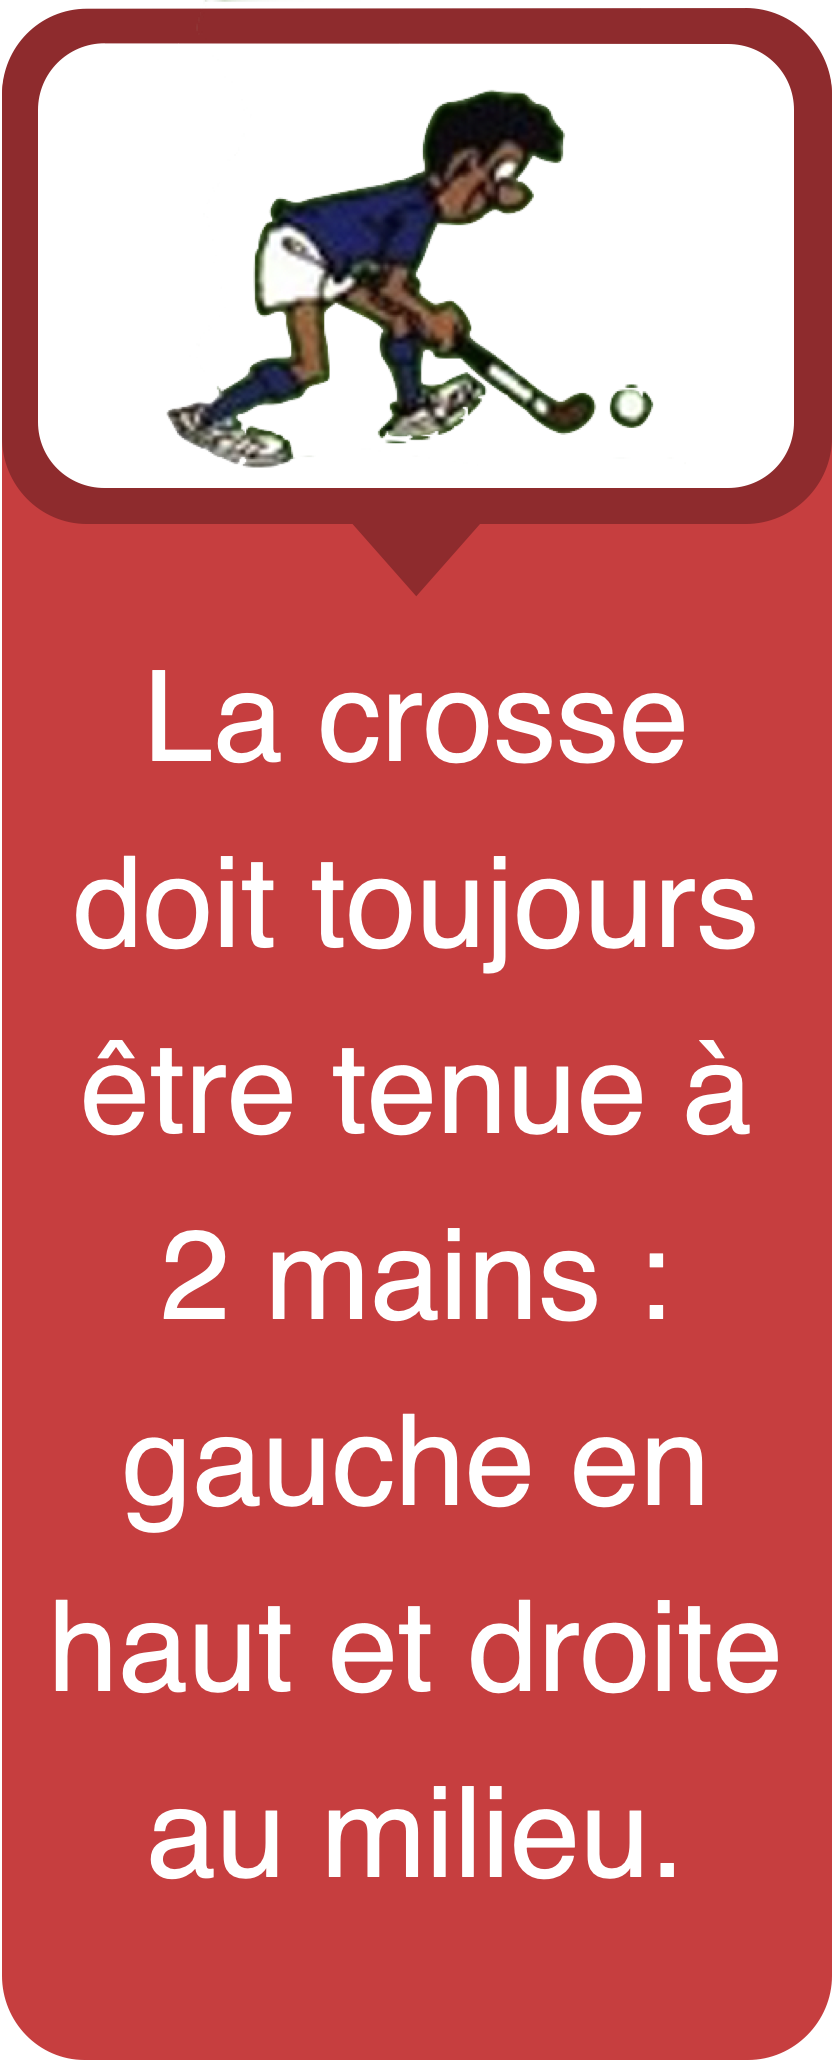 La crosse
doit toujours
être tenue à
2 mains :
gauche en
haut et droite
au milieu.